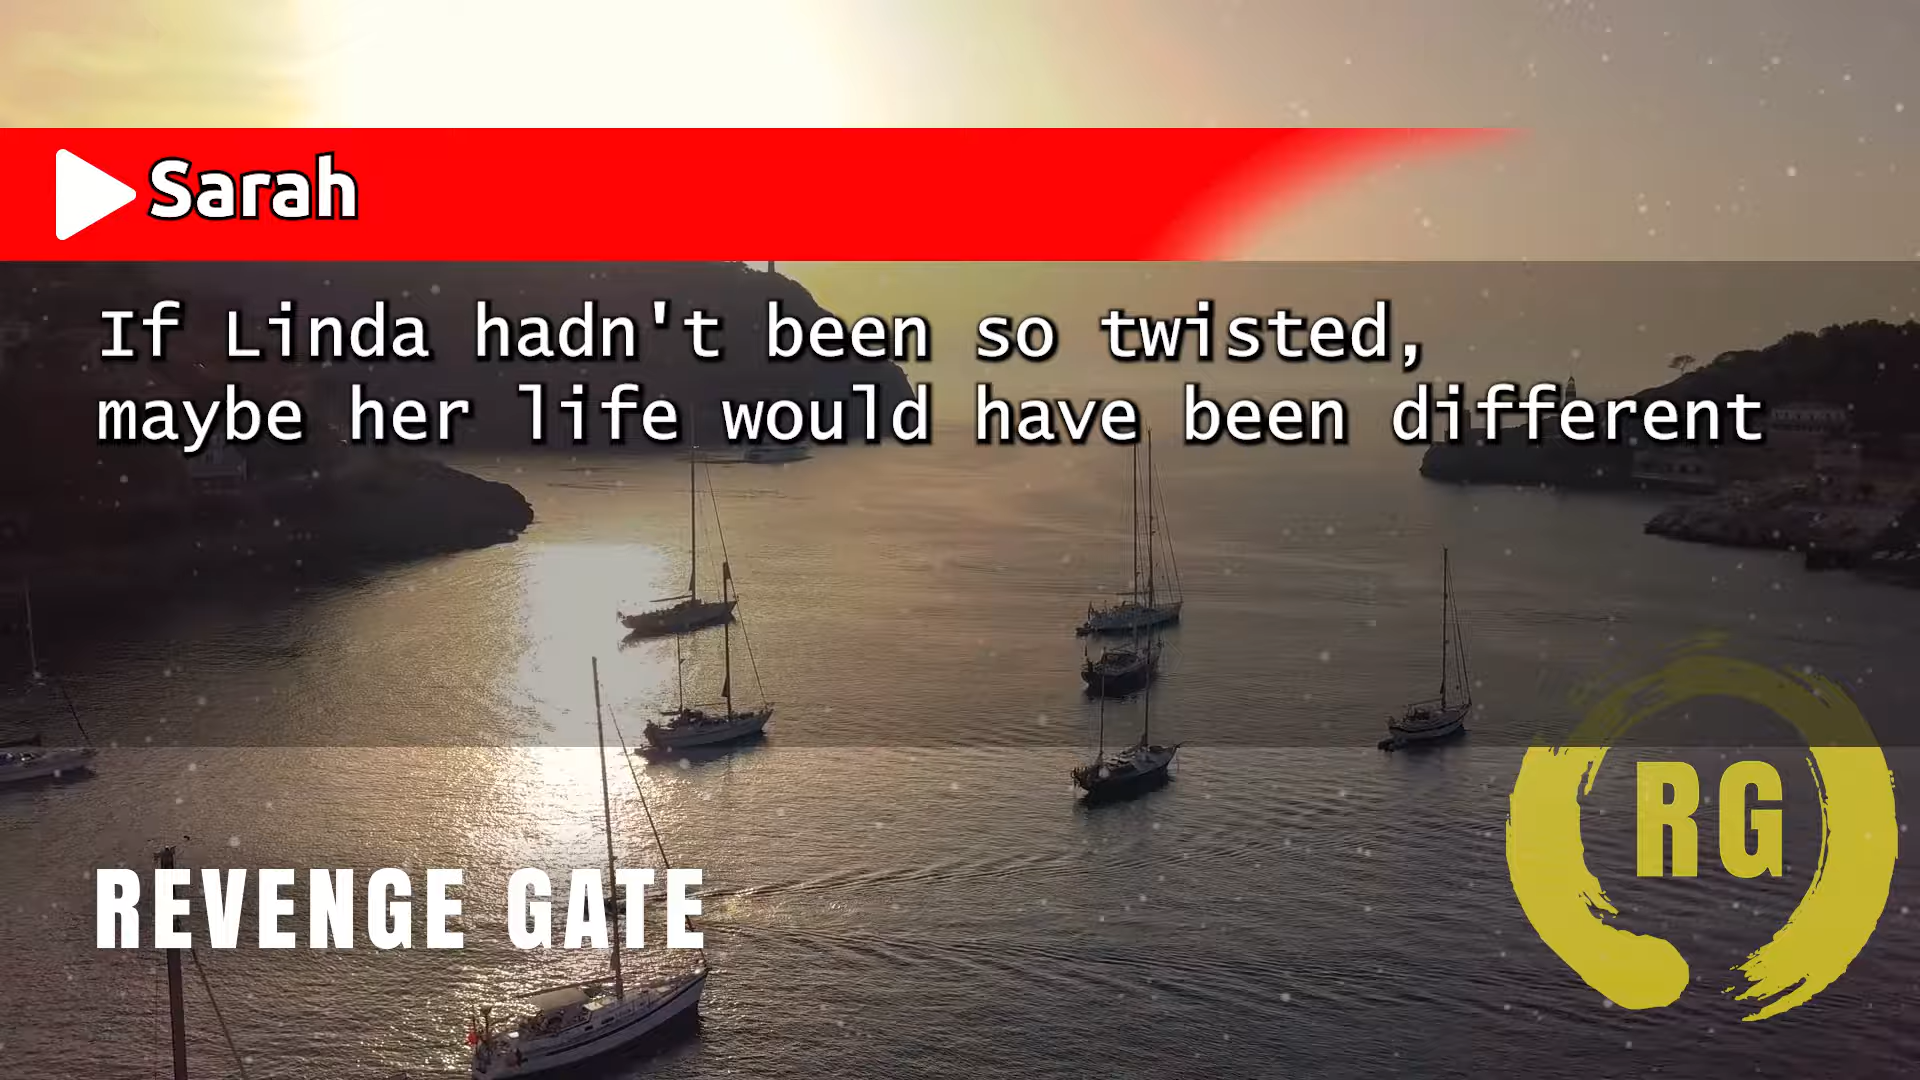 Sarah
If Linda hadn't been so twisted,
maybe her life would have been different
REVENGE GATE
RG